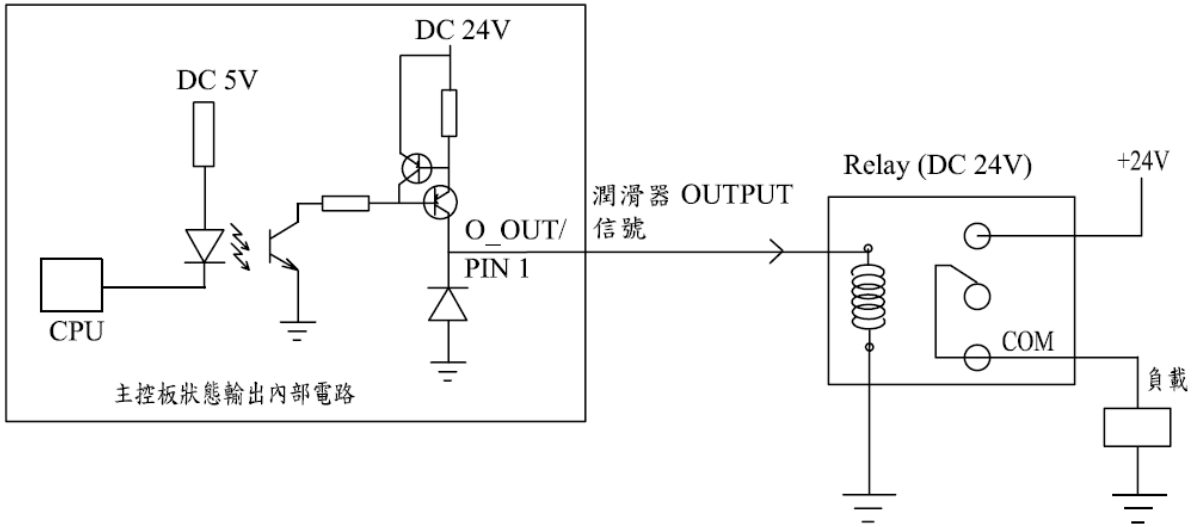 DC 24V
DC 5V
Relay (DC 24V)
+24V
潤滑器 OUTPUT
信號
O_OUT/
PIN 1
CPU
COM
負載
主控板狀態輸出內部電路